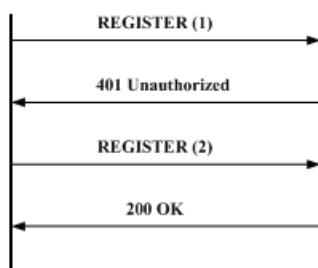 REGISTER (1)
401 Unauthorized
REGISTER (2)
200 OK